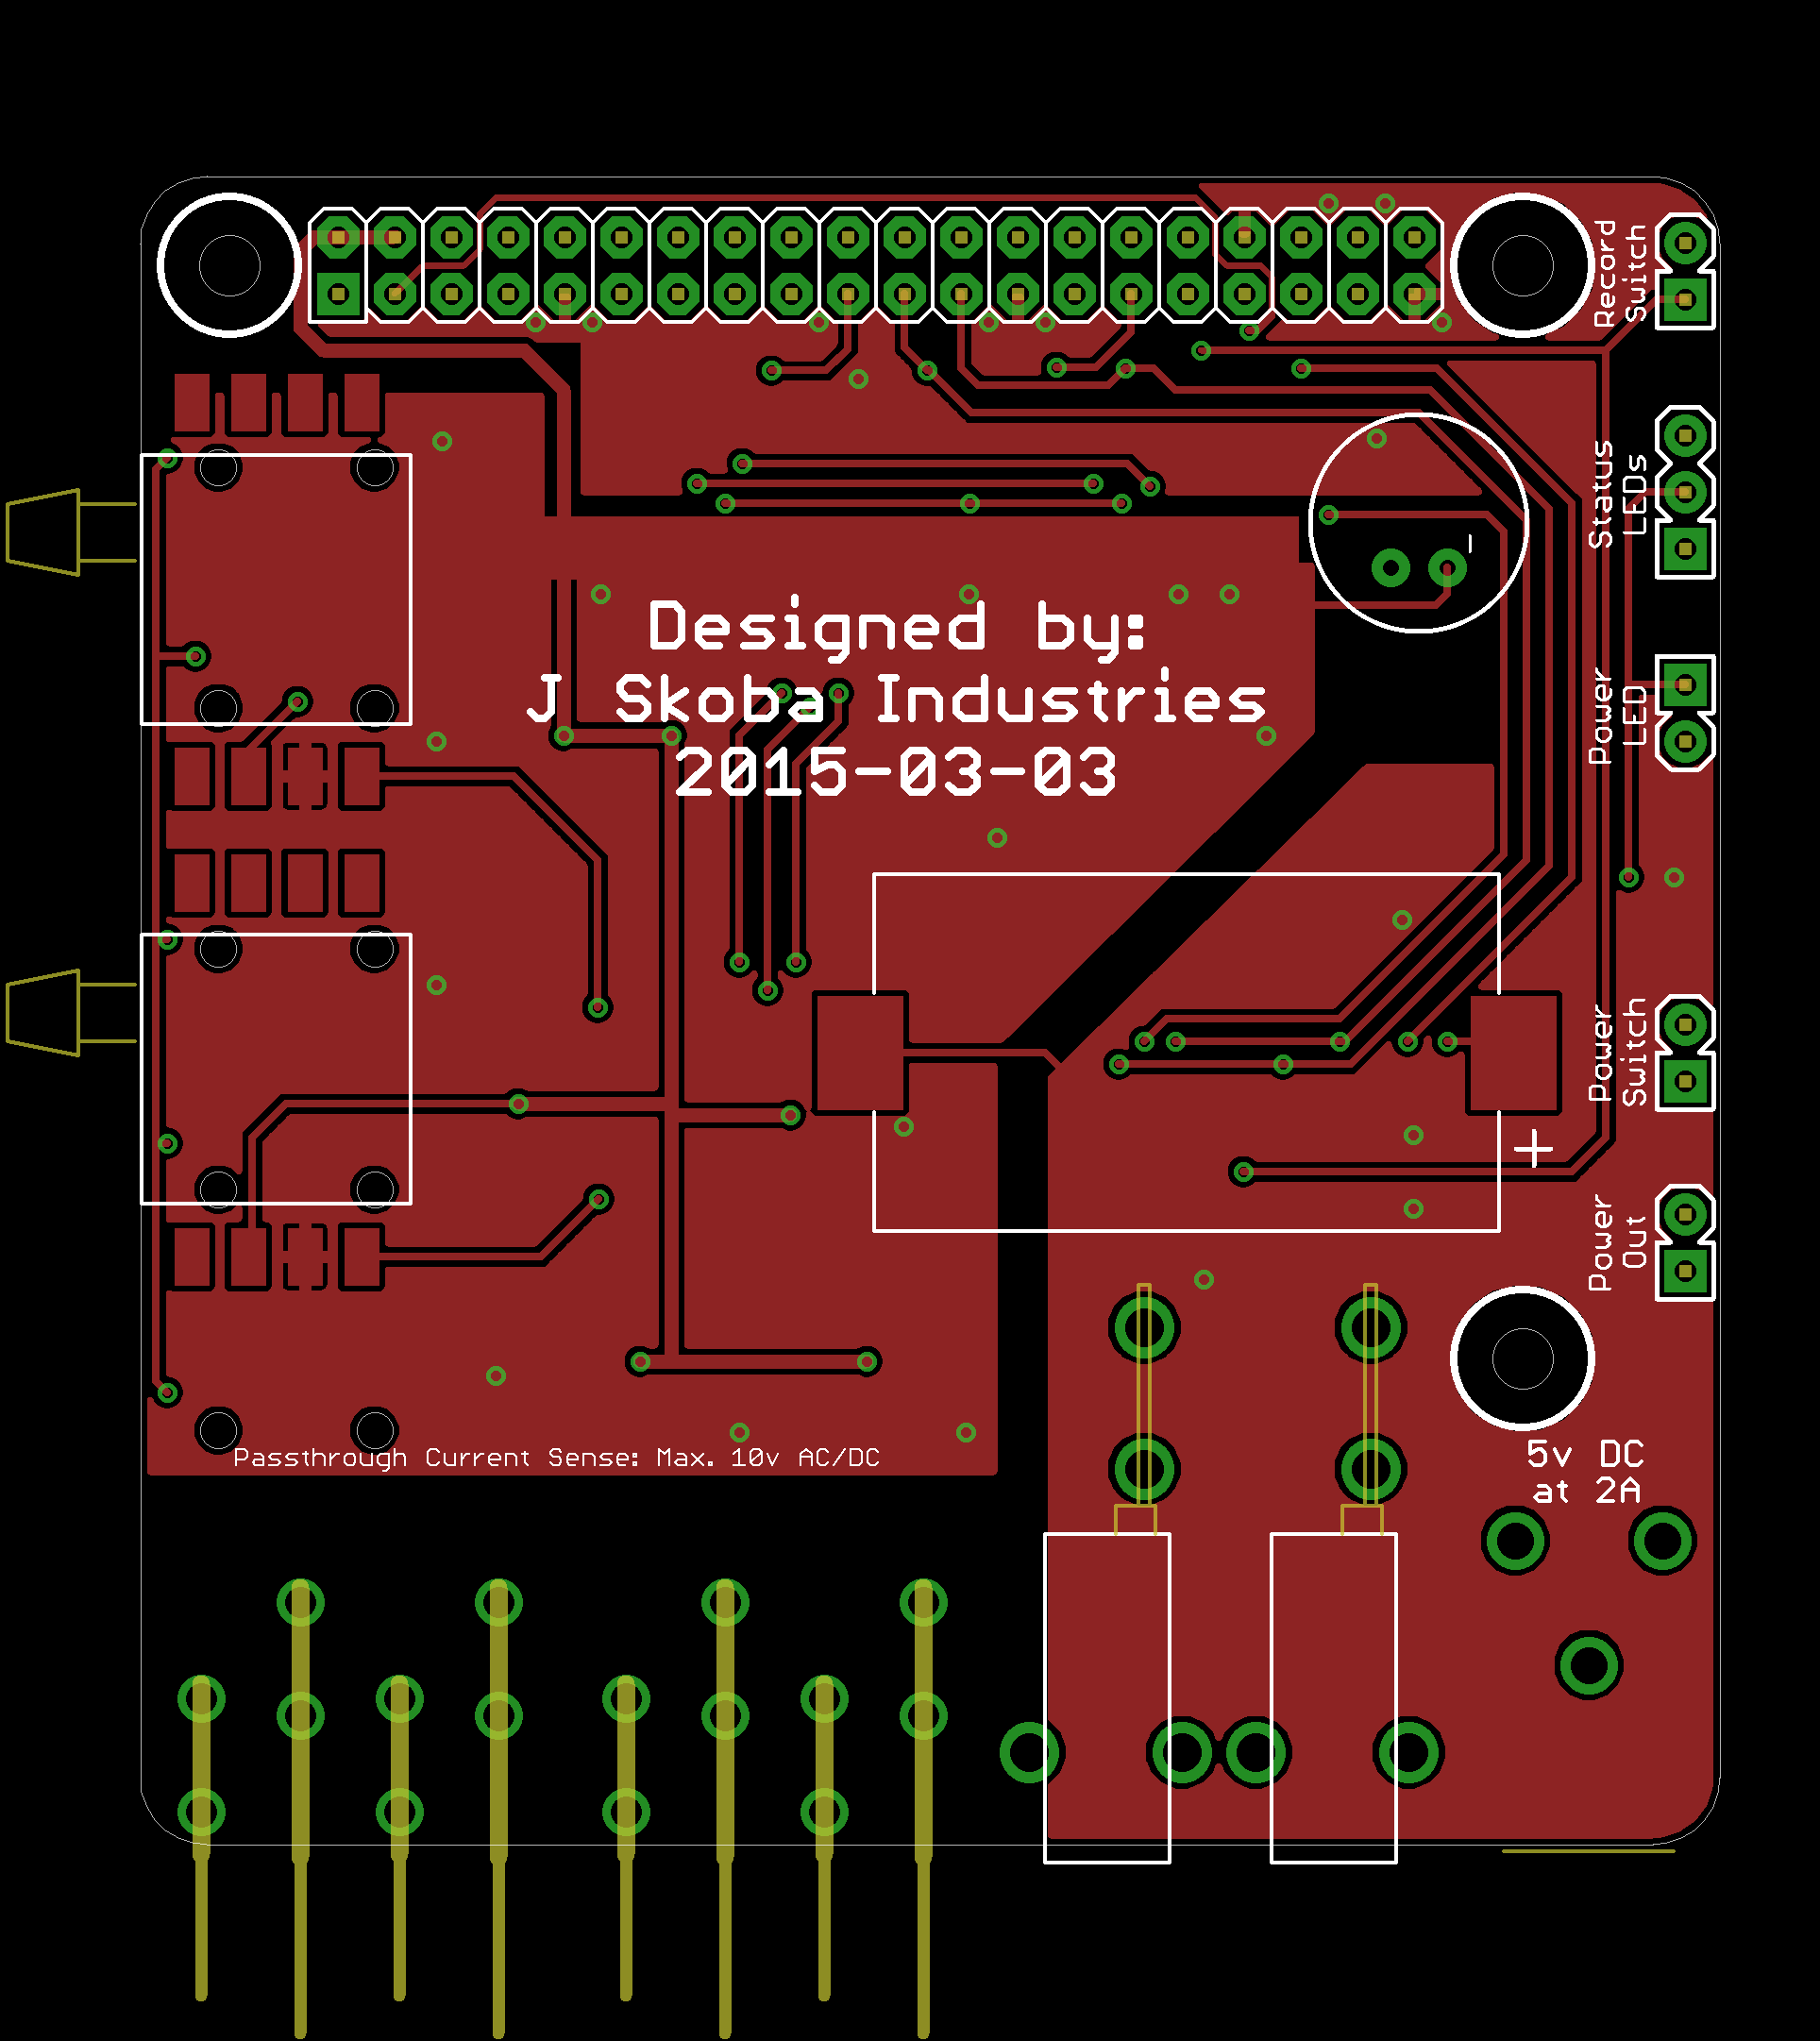 Record
Switch
Status
LEDs
-
Designed by:
J Skoba Industries
2015-03-03
Power
LED
Power
Switch
+
Power
Out
Passthrough Current Sense: Max. 10v AC/DC
5v DC
at 2A